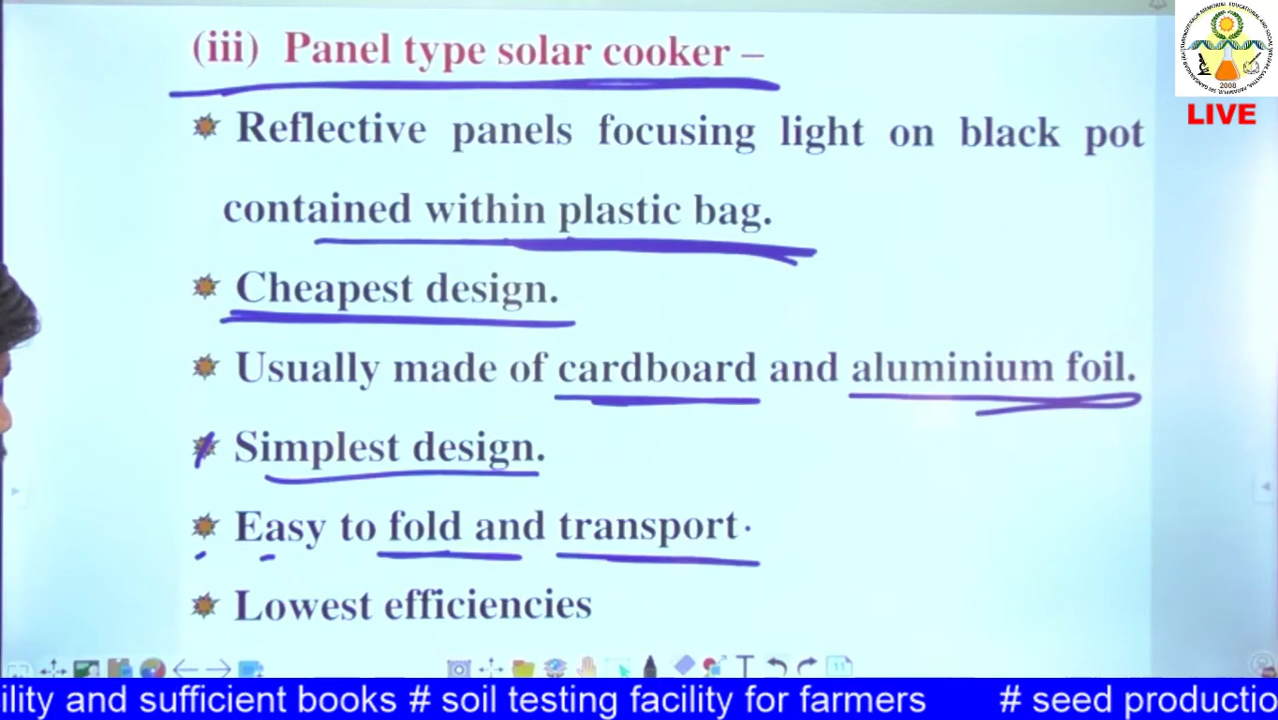 (iii) Panel type solar cooker –
Reflective panels focusing light on black pot
contained within plastic bag.
Cheapest design.
Usually made of cardboard and aluminium foil.
Simplest design.
Easy to fold and transport.
Lowest efficiencies
2008
LIVE
11
ility and sufficient books # soil testing facility for farmers # seed productio